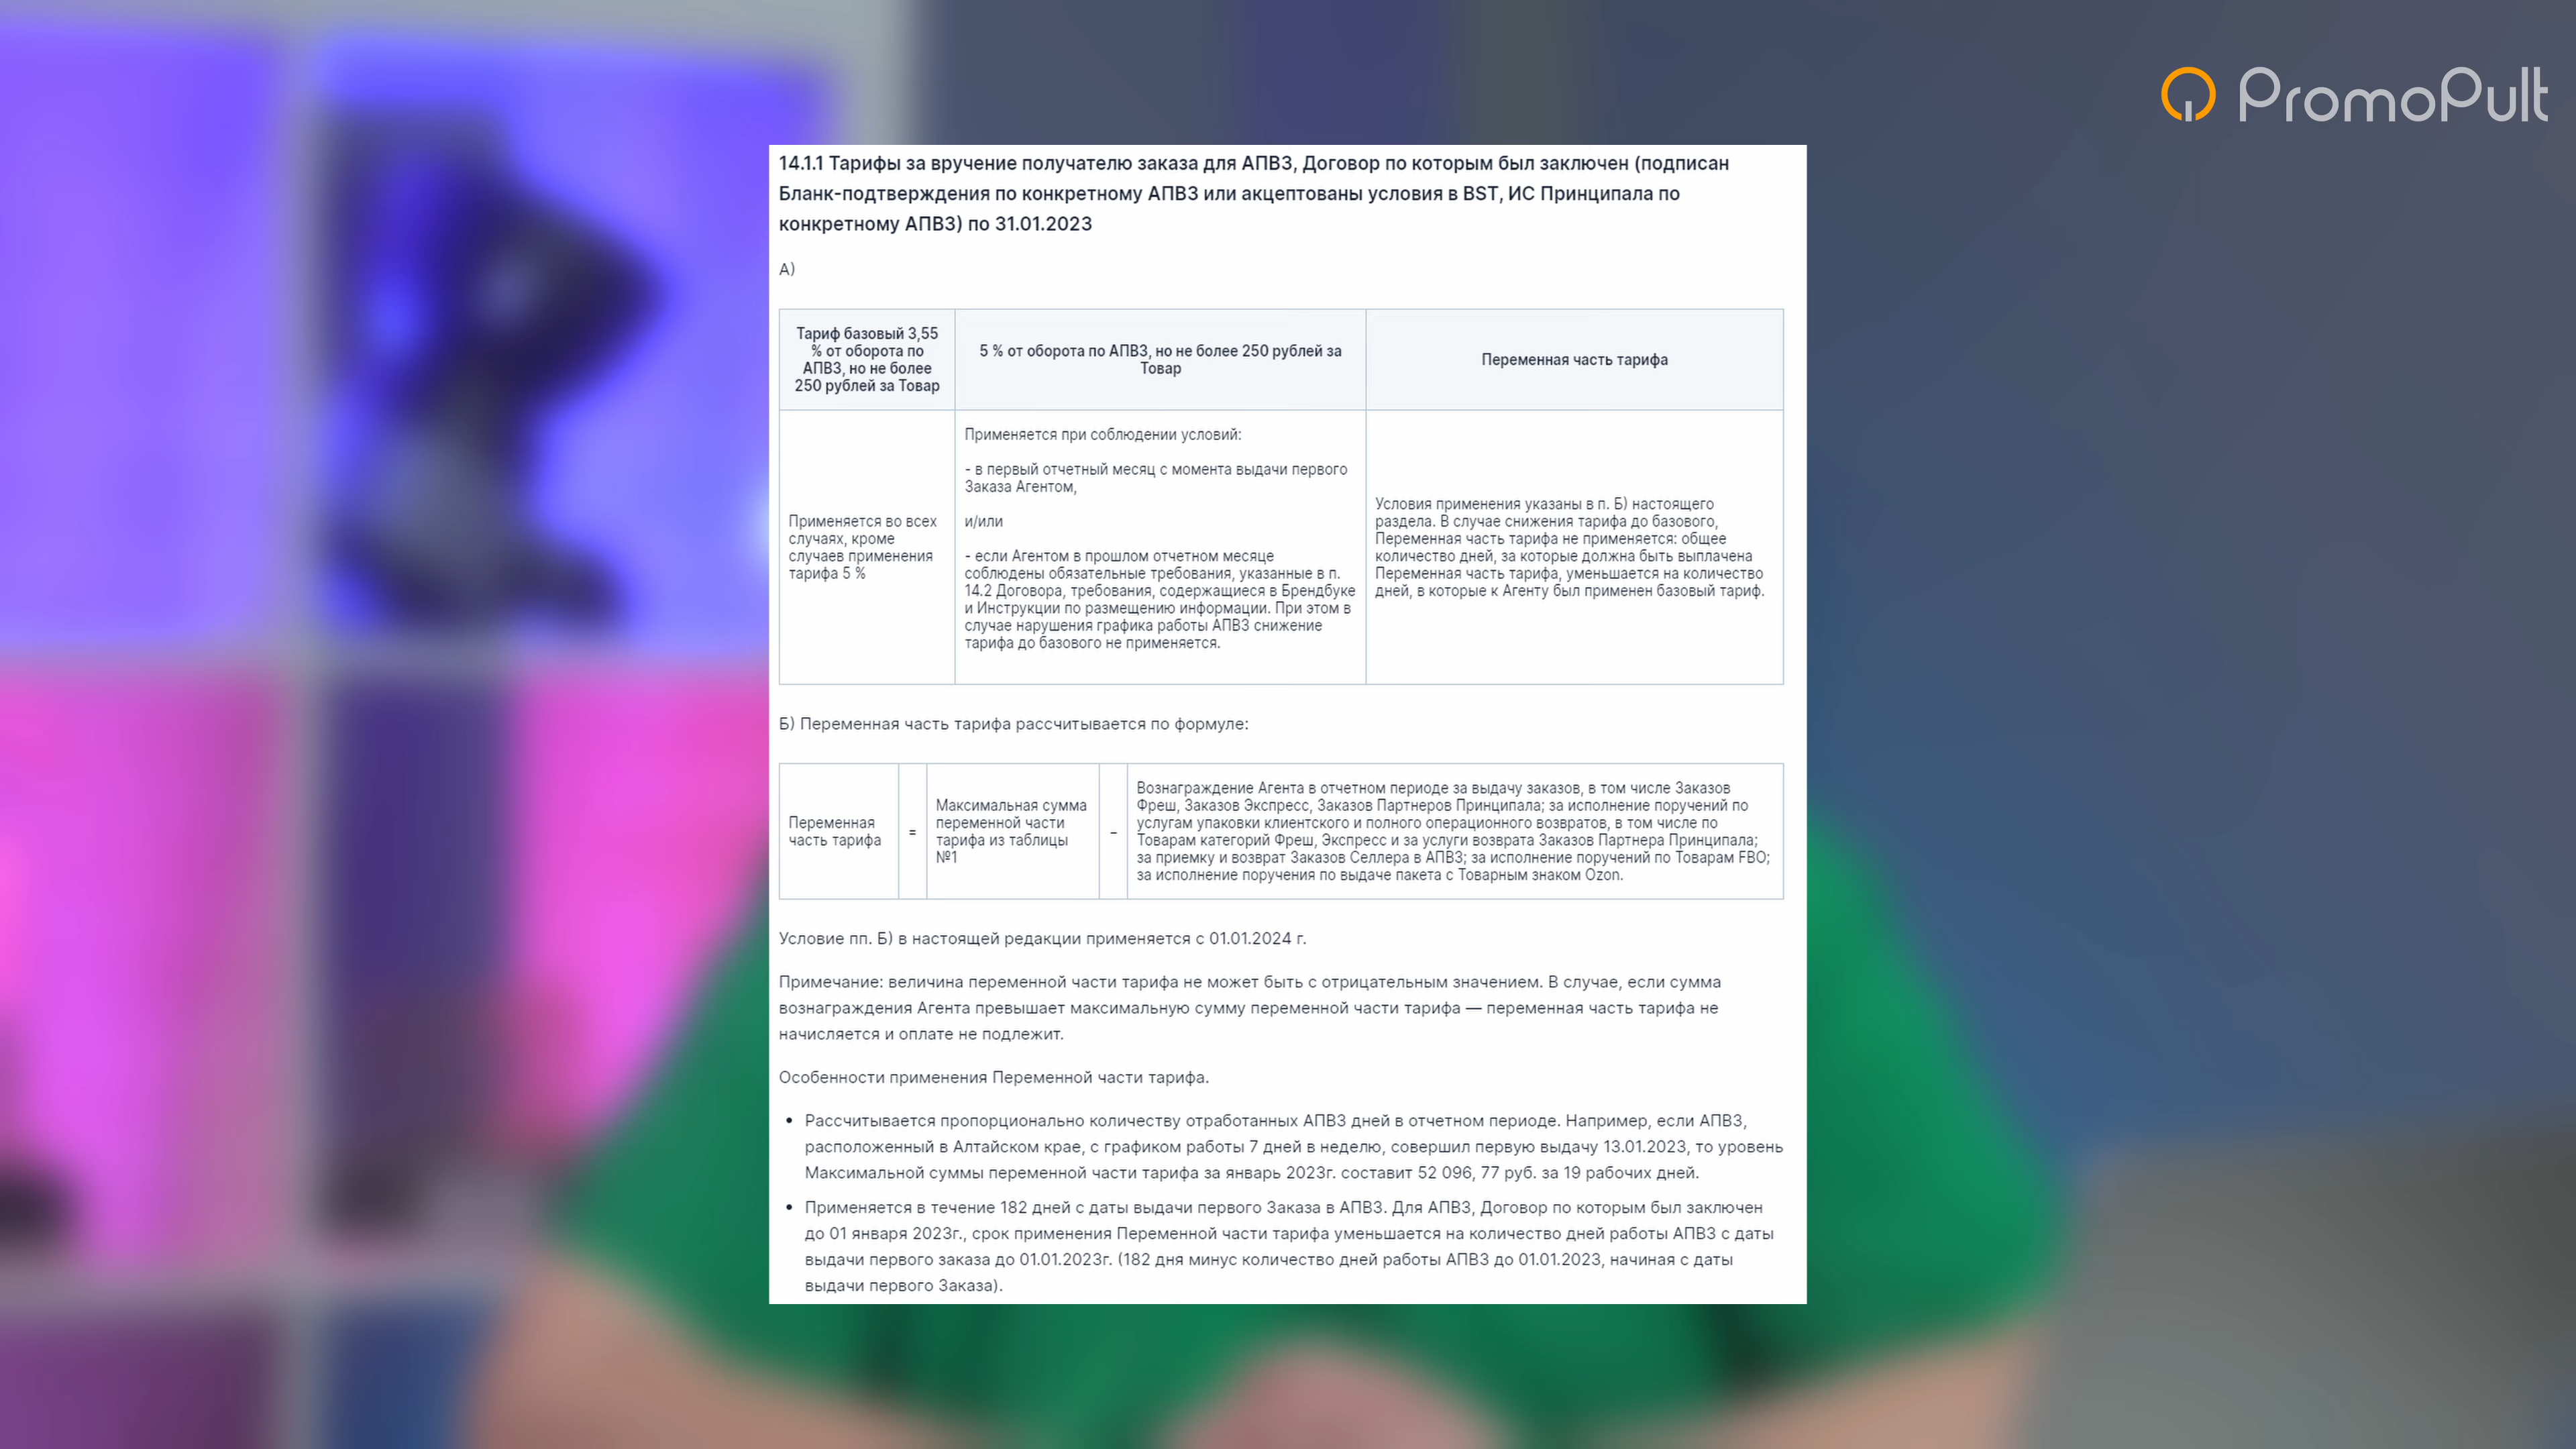 PromoPult
14.1.1 Тарифы за вручение получателю заказа для АПВЗ, Договор по которым был заключен (подписан
Бланк-подтверждения по конкретному АПВЗ или акцептованы условия в BST, ИС Принципала по
конкретному АПВЗ) по 31.01.2023
А)
Тариф базовый 3,55
% от оборота по
АПВЗ, но не более
250 рублей за Товар
5 % от оборота по АПВЗ, но не более 250 рублей за
Товар
Переменная часть тарифа
Применяется во всех
случаях, кроме
случаев применения
тарифа 5 %
Применяется при соблюдении условий:
- в первый отчетный месяц с момента выдачи первого
Заказа Агентом,
и/или
- если Агентом в прошлом отчетном месяце
соблюдены обязательные требования, указанные в п.
14.2 Договора, требования, содержащиеся в Брендбуке
и Инструкции по размещению информации. При этом в
случае нарушения графика работы АПВЗ снижение
тарифа до базового не применяется.
Условия применения указаны в п. Б) настоящего
раздела. В случае снижения тарифа до базового,
Переменная часть тарифа не применяется: общее
количество дней, за которые должна быть выплачена
Переменная часть тарифа, уменьшается на количество
дней, в которые к Агенту был применен базовый тариф.
Б) Переменная часть тарифа рассчитывается по формуле:
Переменная
часть тарифа
=
Максимальная сумма
переменной части
тарифа из таблицы
№1
–
Вознаграждение Агента в отчетном периоде за выдачу заказов, в том числе Заказов
Фреш, Заказов Экспресс, Заказов Партнеров Принципала; за исполнение поручений по
услугам упаковки клиентского и полного операционного возвратов, в том числе по
Товарам категорий Фреш, Экспресс и за услуги возврата Заказов Партнера Принципала;
за приемку и возврат Заказов Селлера в АПВЗ; за исполнение поручений по Товарам FBO;
за исполнение поручения по выдаче пакета с Товарным знаком Ozon.
Условие пп. Б) в настоящей редакции применяется с 01.01.2024 г.
Примечание: величина переменной части тарифа не может быть с отрицательным значением. В случае, если сумма
вознаграждения Агента превышает максимальную сумму переменной части тарифа — переменная часть тарифа не
начисляется и оплате не подлежит.
Особенности применения Переменной части тарифа.
• Рассчитывается пропорционально количеству отработанных АПВЗ дней в отчетном периоде. Например, если АПВЗ,
расположенный в Алтайском крае, с графиком работы 7 дней в неделю, совершил первую выдачу 13.01.2023, то уровень
Максимальной суммы переменной части тарифа за январь 2023г. составит 52 096, 77 руб. за 19 рабочих дней.
• Применяется в течение 182 дней с даты выдачи первого Заказа в АПВЗ. Для АПВЗ, Договор по которым был заключен
до 01 января 2023г., срок применения Переменной части тарифа уменьшается на количество дней работы АПВЗ с даты
выдачи первого заказа до 01.01.2023г. (182 дня минус количество дней работы АПВЗ до 01.01.2023, начиная с даты
выдачи первого Заказа).